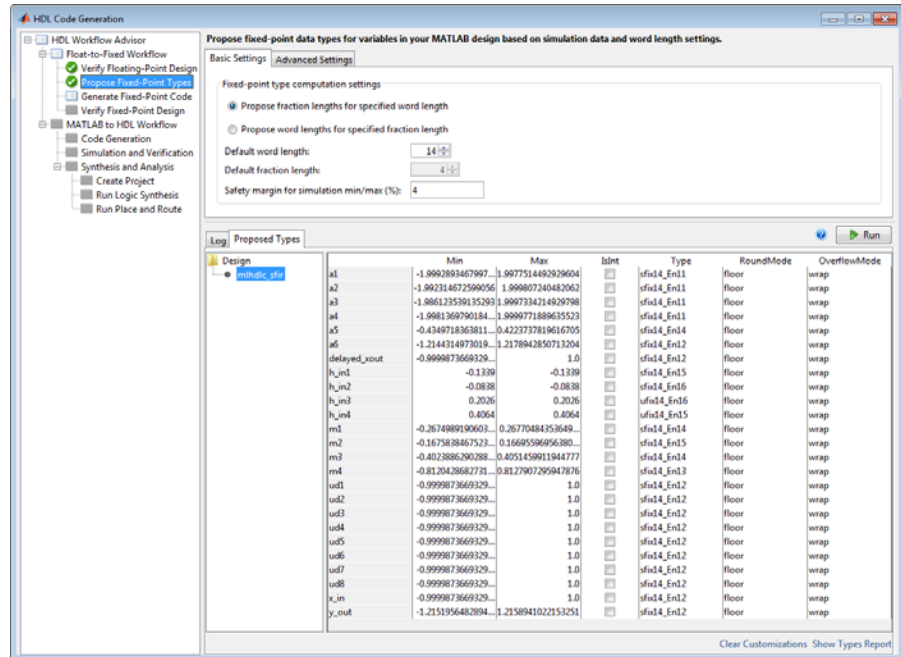 HDL Code Generation
HDL Workflow Advisor
Float-to-Fixed Workflow
Verify Floating-Point Design
Propose Fixed-Point Types
Generate Fixed-Point Code
Verify Fixed-Point Design
MATLAB to HDL Workflow
Code Generation
Simulation and Verification
Synthesis and Analysis
Create Project
Run Logic Synthesis
Run Place and Route
Propose fixed-point data types for variables in your MATLAB design based on simulation data and word length settings.
Basic Settings Advanced Settings
Fixed-point type computation settings
Propose fraction lengths for specified word length
Propose word lengths for specified fraction length
Default word length: 14
Default fraction length: 4
Safety margin for simulation min/max (%): 4
Log Proposed Types
Run
Design
mlhdlc_sfir
Min Max IsInt Type RoundMode OverflowMode
a1 -1.9992893467997... 1.9977514492929604 sfix14_En11 floor wrap
a2 -1.992314672599056 1.999807240482062 sfix14_En11 floor wrap
a3 -1.986123539135293 1.9997334214929798 sfix14_En11 floor wrap
a4 -1.9981369790184... 1.9999771889635523 sfix14_En11 floor wrap
a5 -0.4349718363811... 0.4223737819616705 sfix14_En14 floor wrap
a6 -1.2144314973019... 1.2178942850713204 sfix14_En12 floor wrap
delayed_xout -0.9999873669329... 1.0 sfix14_En12 floor wrap
h_in1 -0.1339 -0.1339 sfix14_En15 floor wrap
h_in2 -0.0838 -0.0838 sfix14_En16 floor wrap
h_in3 0.2026 0.2026 ufix14_En16 floor wrap
h_in4 0.4064 0.4064 ufix14_En15 floor wrap
m1 -0.2674989190603... 0.26770484353649... sfix14_En14 floor wrap
m2 -0.1675838467523... 0.16695596956380... sfix14_En15 floor wrap
m3 -0.4023886290288... 0.4051459911944777 sfix14_En14 floor wrap
m4 -0.8120428682731... 0.8127907295947876 sfix14_En13 floor wrap
ud1 -0.9999873669329... 1.0 sfix14_En12 floor wrap
ud2 -0.9999873669329... 1.0 sfix14_En12 floor wrap
ud3 -0.9999873669329... 1.0 sfix14_En12 floor wrap
ud4 -0.9999873669329... 1.0 sfix14_En12 floor wrap
ud5 -0.9999873669329... 1.0 sfix14_En12 floor wrap
ud6 -0.9999873669329... 1.0 sfix14_En12 floor wrap
ud7 -0.9999873669329... 1.0 sfix14_En12 floor wrap
ud8 -0.9999873669329... 1.0 sfix14_En12 floor wrap
x_in -0.9999873669329... 1.0 sfix14_En12 floor wrap
y_out -1.2151956482894... 1.2158941022153251 sfix14_En12 floor wrap
Clear Customizations Show Types Report